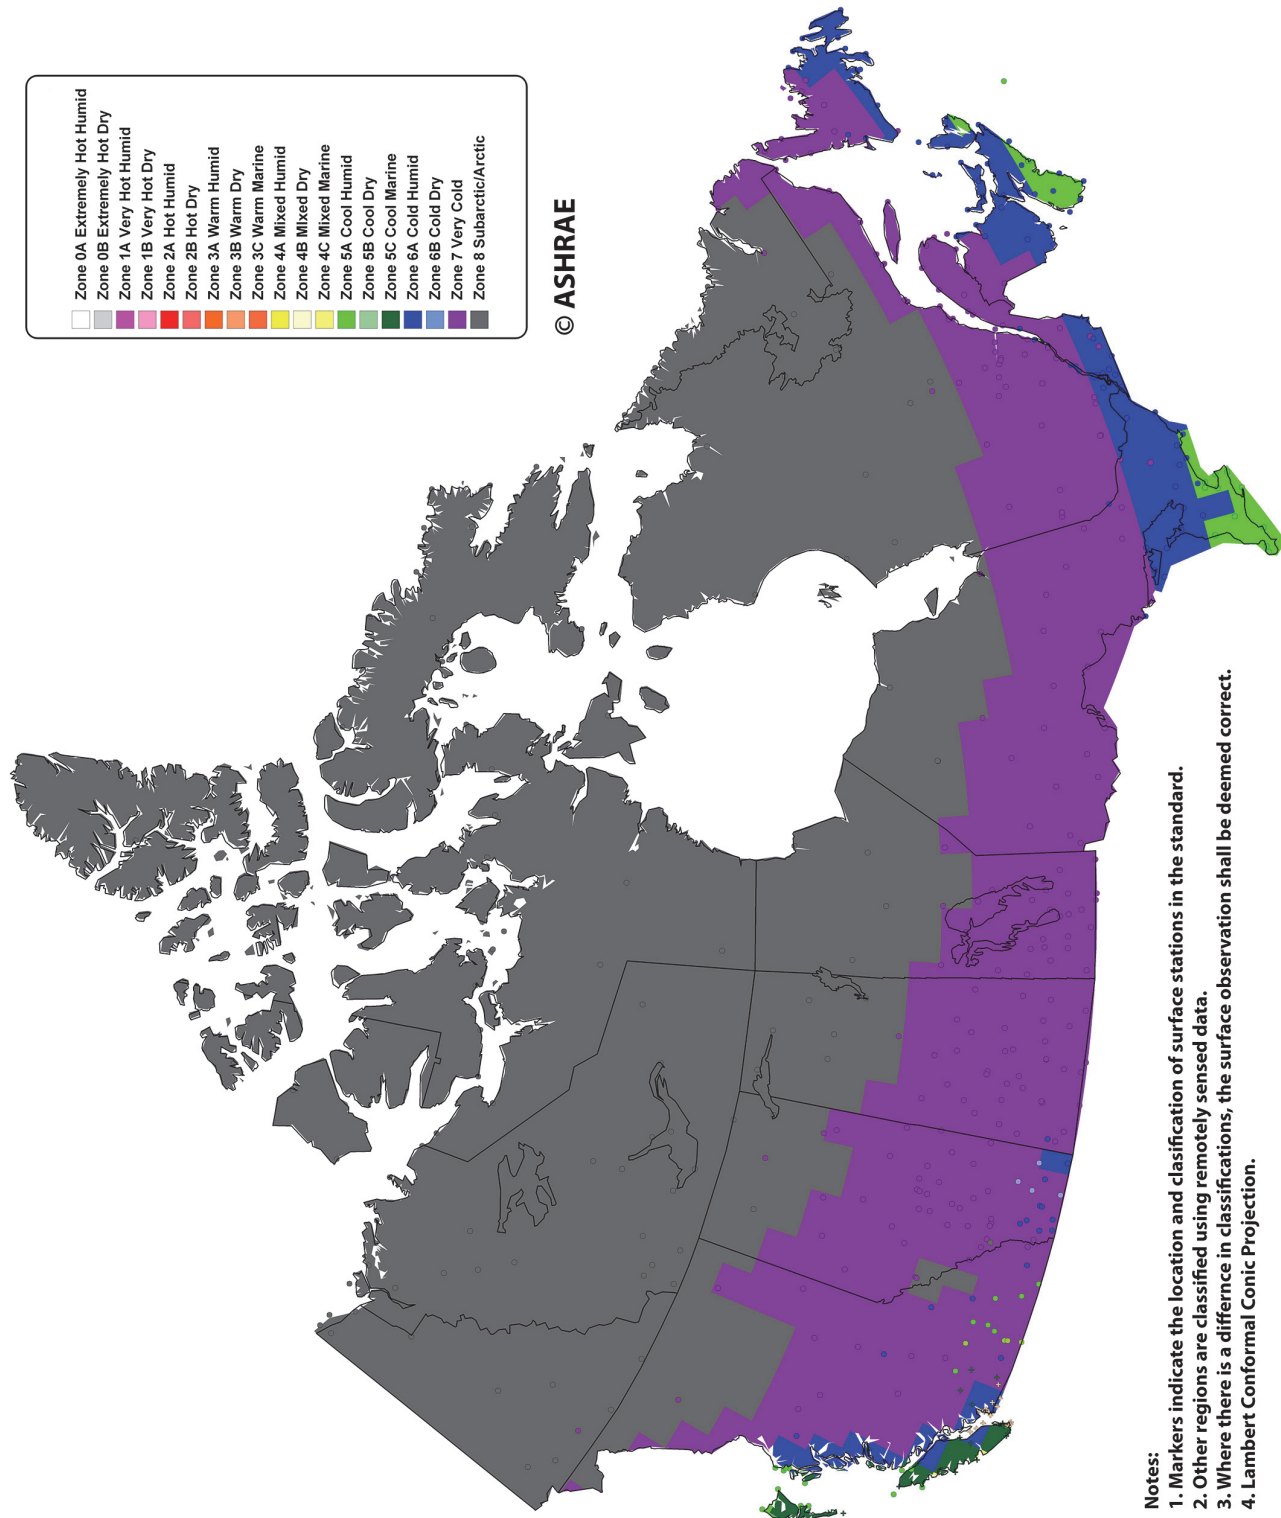 Zone 0A Extremely Hot Humid
Zone 0B Extremely Hot Dry
Zone 1A Very Hot Humid
Zone 1B Very Hot Dry
Zone 2A Hot Humid
Zone 2B Hot Dry
Zone 3A Warm Humid
Zone 3B Warm Dry
Zone 3C Warm Marine
Zone 4A Mixed Humid
Zone 4B Mixed Dry
Zone 4C Mixed Marine
Zone 5A Cool Humid
Zone 5B Cool Dry
Zone 5C Cool Marine
Zone 6A Cold Humid
Zone 6B Cold Dry
Zone 7 Very Cold
Zone 8 Subarctic/Arctic
© ASHRAE
Notes:
1. Markers indicate the location and clasification of surface stations in the standard.
2. Other regions are classified using remotely sensed data.
3. Where there is a differnce in classifications, the surface observation shall be deemed correct.
4. Lambert Conformal Conic Projection.